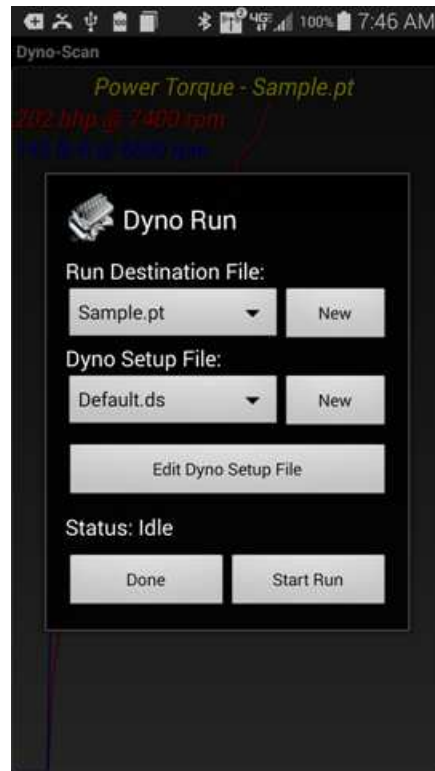 4G 100% 7:46 AM
Dyno-Scan
Power Torque - Sample.pt
202 bhp @ 7400 rpm
Dyno Run
Run Destination File:
Sample.pt New
Dyno Setup File:
Default.ds New
Edit Dyno Setup File
Status: Idle
Done Start Run